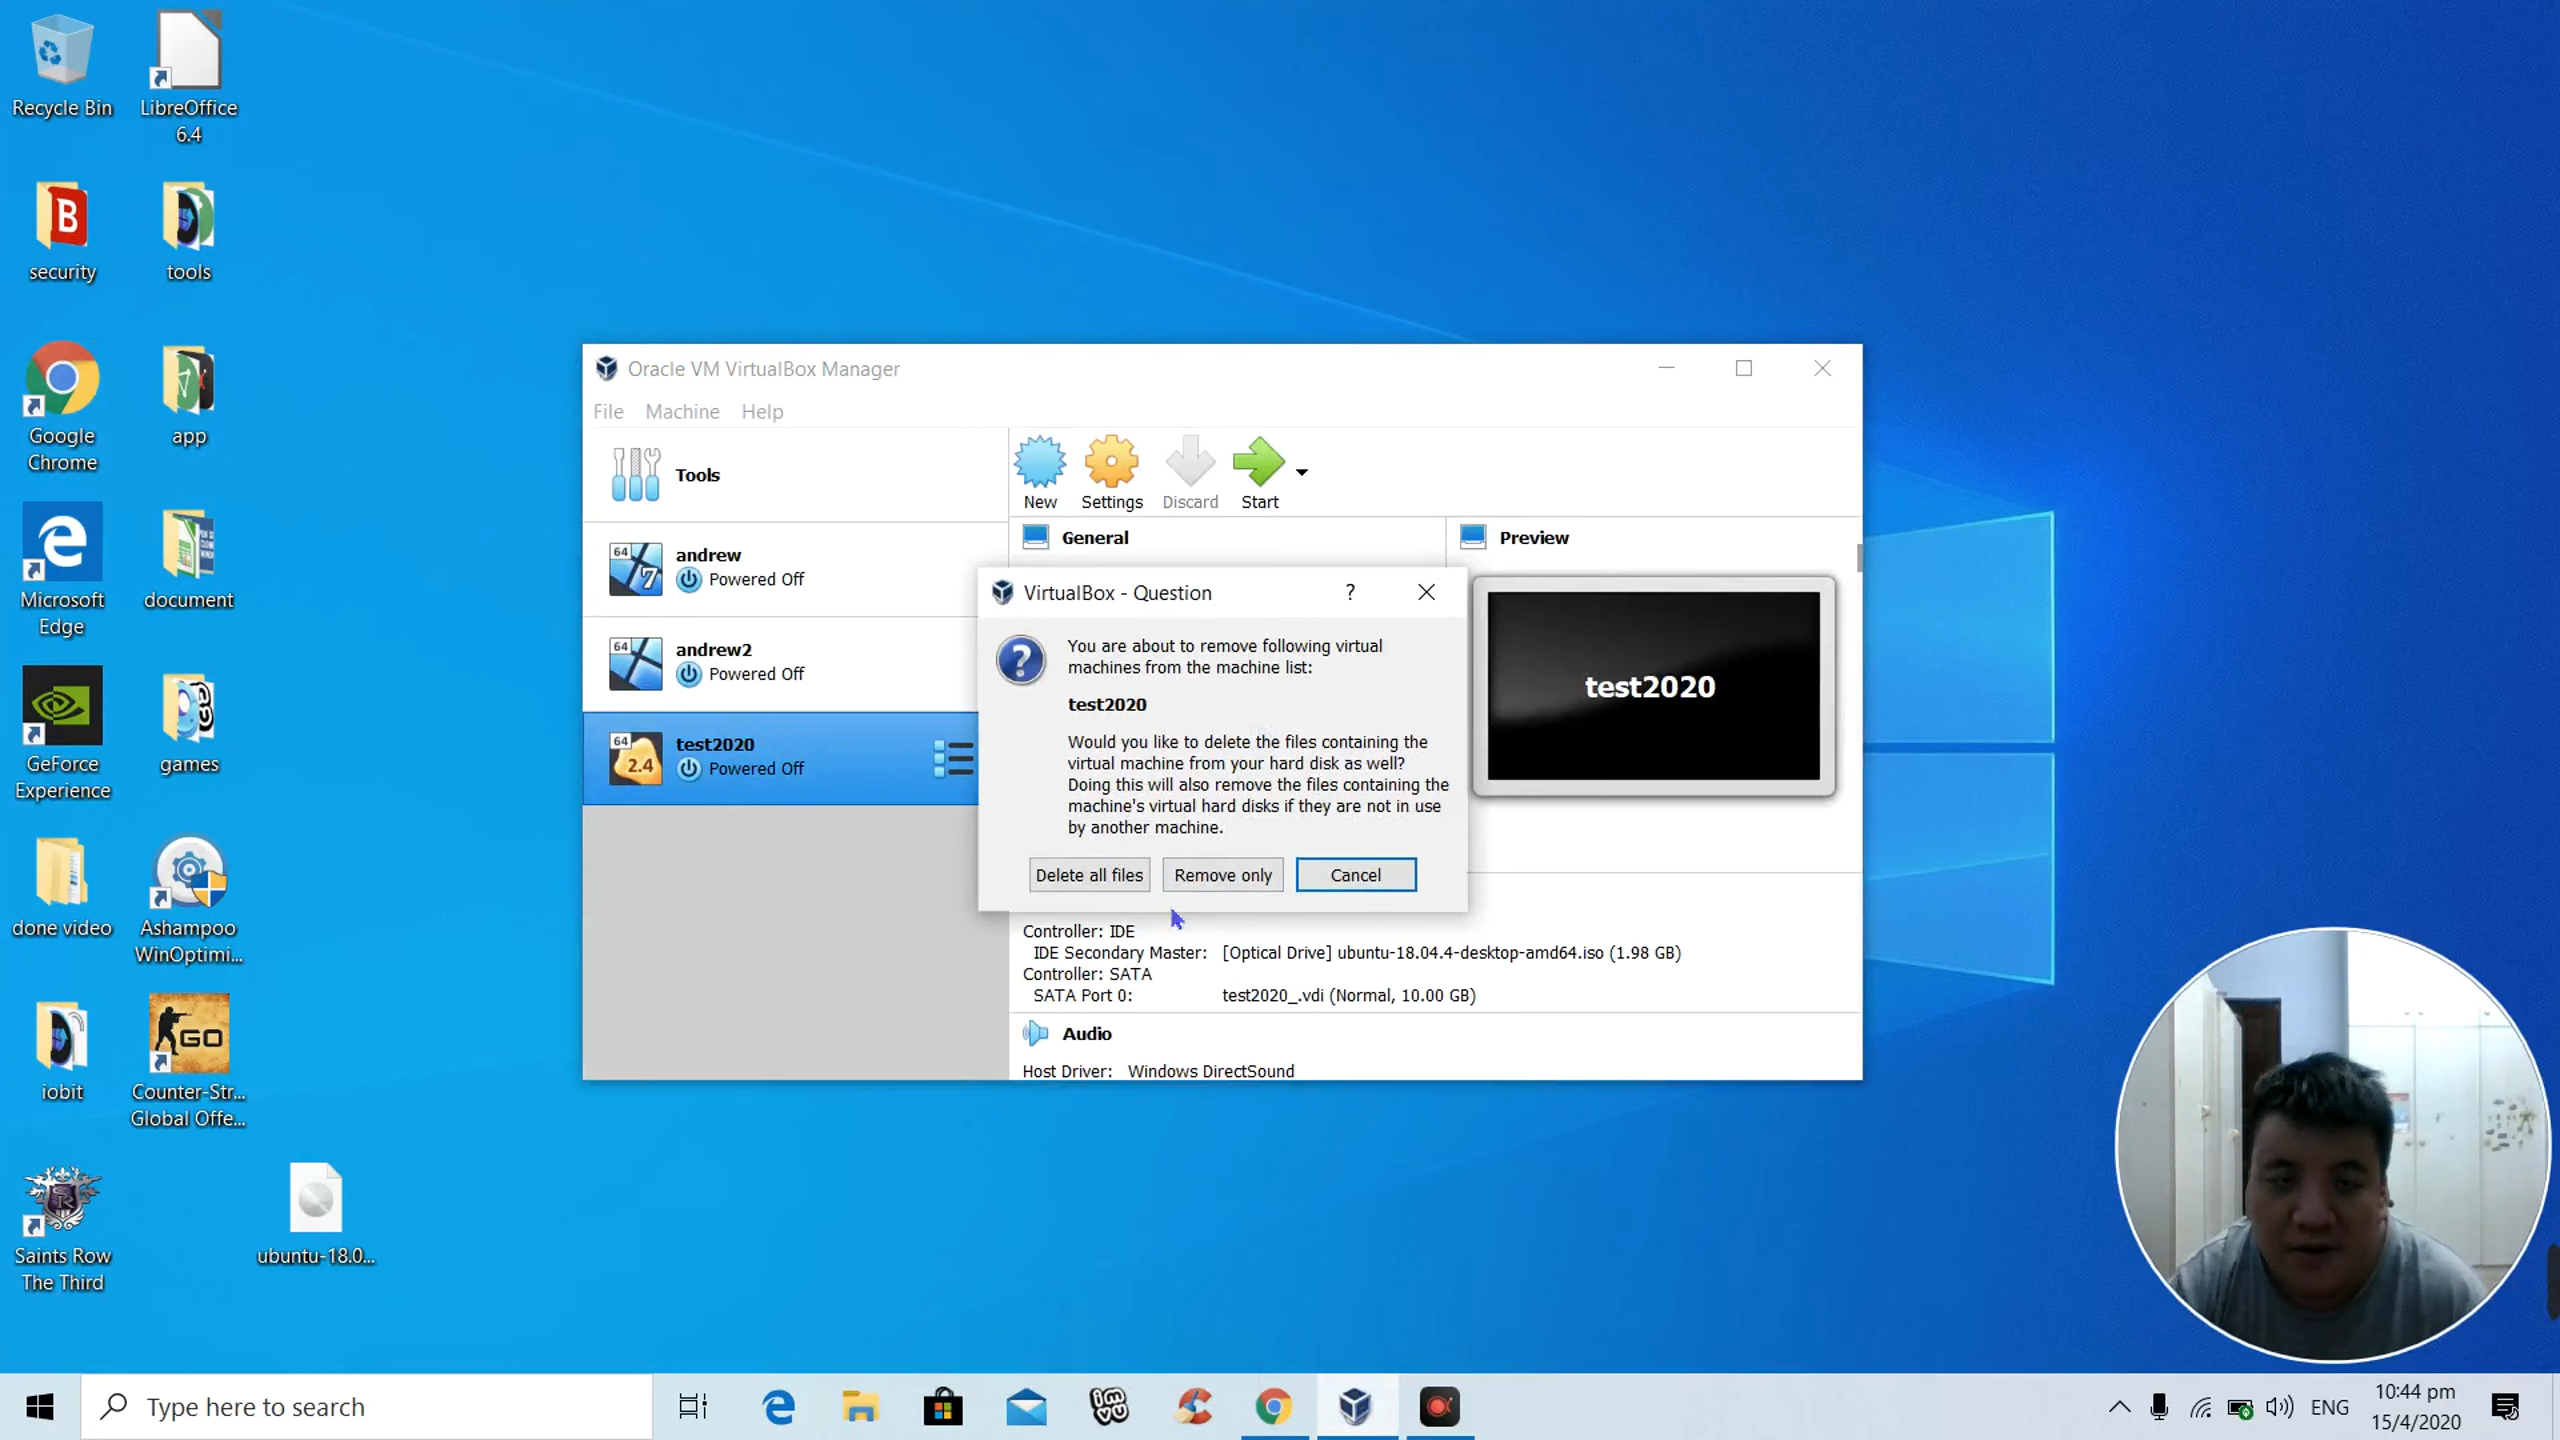 Recycle Bin
LibreOffice
6.4
security
tools
Google
Chrome
app
Microsoft
Edge
document
GeForce
Experience
games
done video
Ashampoo
WinOptimi...
iobit
Counter-Str...
Global Offe...
GO
Saints Row
The Third
ubuntu-18.0...
Oracle VM VirtualBox Manager
File Machine Help
Tools
New
Settings
Discard
Start
64
7
andrew
Powered Off
64
andrew2
Powered Off
64
2.4
test2020
Powered Off
General
Preview
test2020
VirtualBox - Question
?
You are about to remove following virtual
machines from the machine list:
test2020
Would you like to delete the files containing the
virtual machine from your hard disk as well?
Doing this will also remove the files containing the
machine's virtual hard disks if they are not in use
by another machine.
Delete all files
Remove only
Cancel
Controller: IDE
IDE Secondary Master: [Optical Drive] ubuntu-18.04.4-desktop-amd64.iso (1.98 GB)
Controller: SATA
SATA Port 0: test2020_.vdi (Normal, 10.00 GB)
Audio
Host Driver: Windows DirectSound
Type here to search
ENG
10:44 pm
15/4/2020